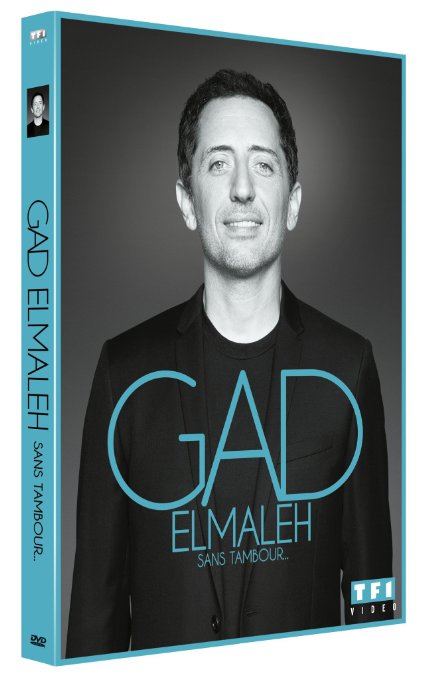 TF1
VIDEO
GAD ELMALEH SANS TAMBOUR...
DVD
GAD
ELMALEH
SANS TAMBOUR...
TF1
VIDEO